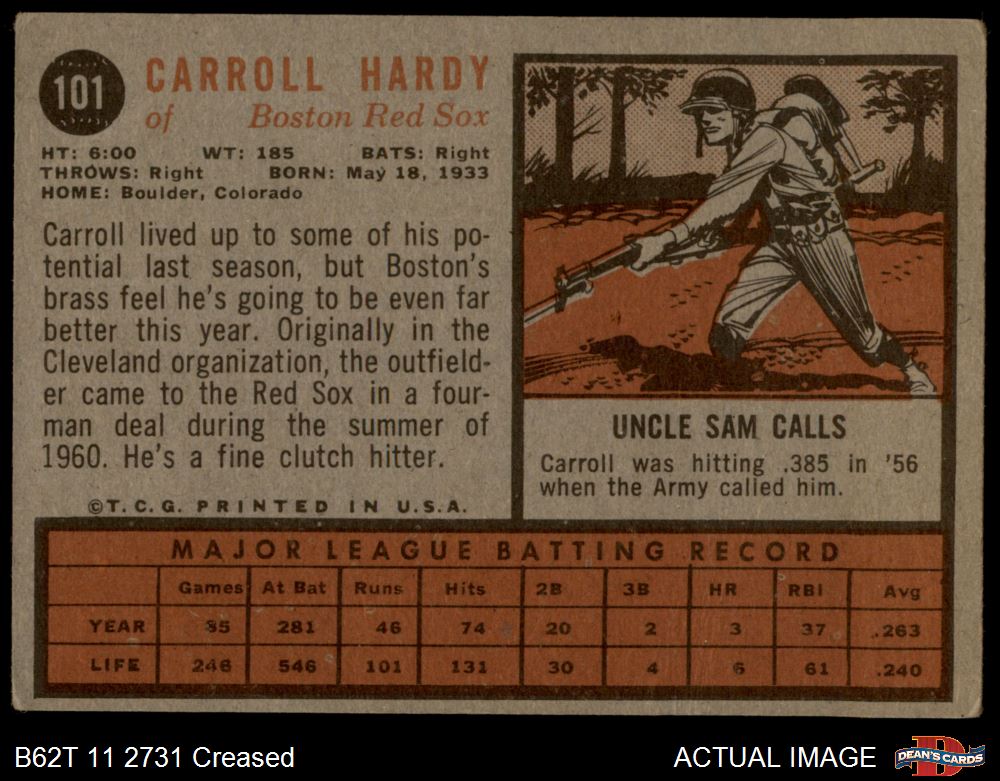 101
CARROLL HARDY
of Boston Red Sox
HT: 6:00 WT: 185 BATS: Right
THROWS: Right BORN: May 18, 1933
HOME: Boulder, Colorado
Carroll lived up to some of his po-
tential last season, but Boston's
brass feel he's going to be even far
better this year. Originally in the
Cleveland organization, the outfield-
er came to the Red Sox in a four-
man deal during the summer of
1960. He's a fine clutch hitter.
©T.C.G. PRINTED IN U.S.A.
UNCLE SAM CALLS
Carroll was hitting .385 in '56
when the Army called him.
MAJOR LEAGUE BATTING RECORD
Games At Bat Runs Hits 2B 3B HR RBI Avg
YEAR 85 281 46 74 20 2 3 37 .263
LIFE 246 546 101 131 30 4 6 61 .240
B62T 11 2731 Creased
ACTUAL IMAGE
D
DEAN'S CARDS